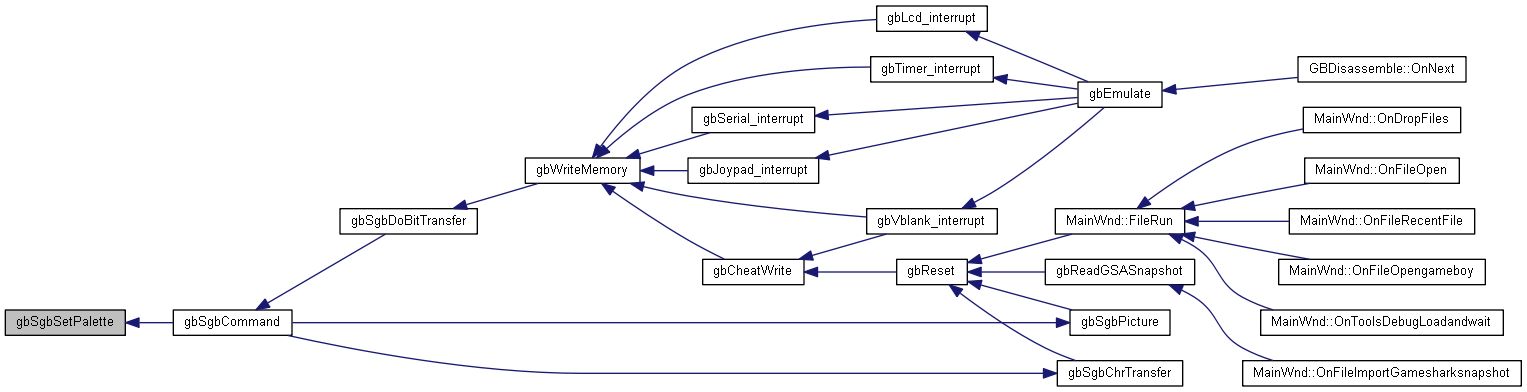 gbLcd_interrupt
gbTimer_interrupt
GBDisassemble::OnNext
gbEmulate
gbSerial_interrupt
MainWnd::OnDropFiles
gbWriteMemory
gbJoypad_interrupt
MainWnd::OnFileOpen
gbSgbDoBitTransfer
gbVblank_interrupt
MainWnd::FileRun
MainWnd::OnFileRecentFile
gbCheatWrite
gbReset
gbReadGSASnapshot
MainWnd::OnFileOpengameboy
gbSgbSetPalette
gbSgbCommand
gbSgbPicture
MainWnd::OnToolsDebugLoadandwait
gbSgbChrTransfer
MainWnd::OnFileImportGamesharksnapshot